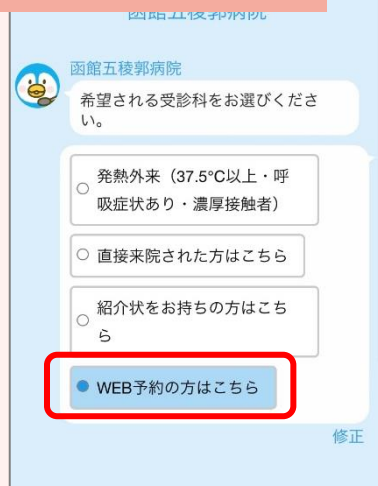 函館五稜郭病院
函館五稜郭病院
希望される受診科をお選びくださ
い。
発熱外来（37.5°C以上・呼
吸症状あり・濃厚接触者）
直接来院された方はこちら
紹介状をお持ちの方はこち
ら
WEB予約の方はこちら
修正